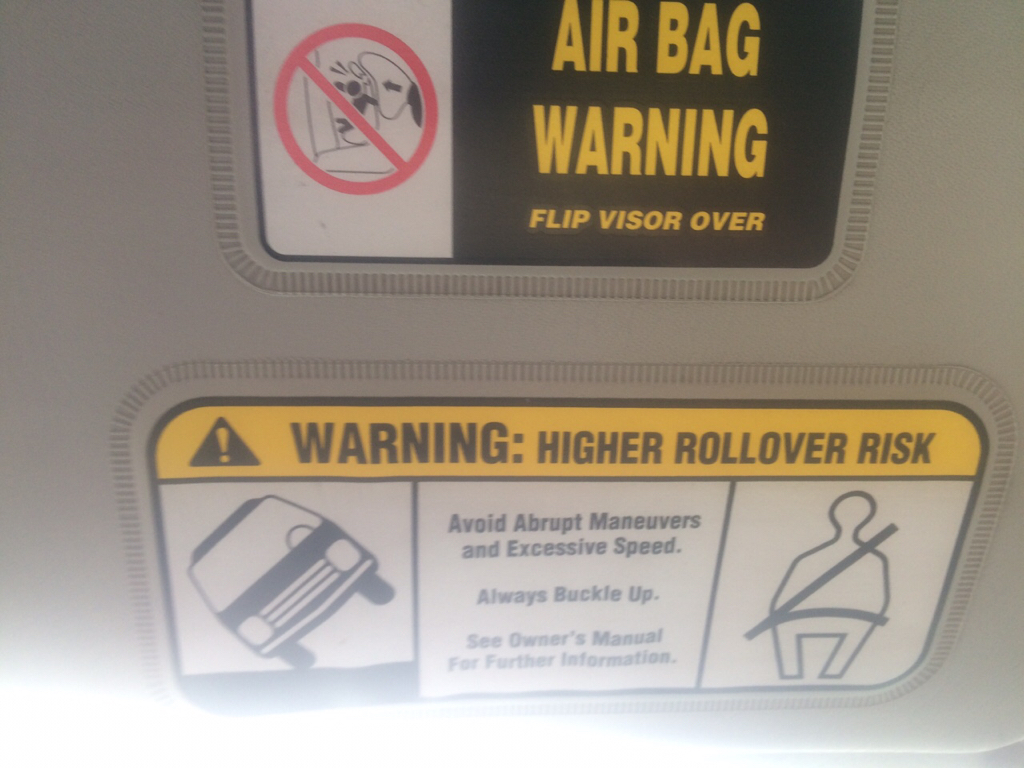 AIR BAG
WARNING
FLIP VISOR OVER
WARNING: HIGHER ROLLOVER RISK
Avoid Abrupt Maneuvers
and Excessive Speed.
Always Buckle Up.
See Owner's Manual
For Further Information.